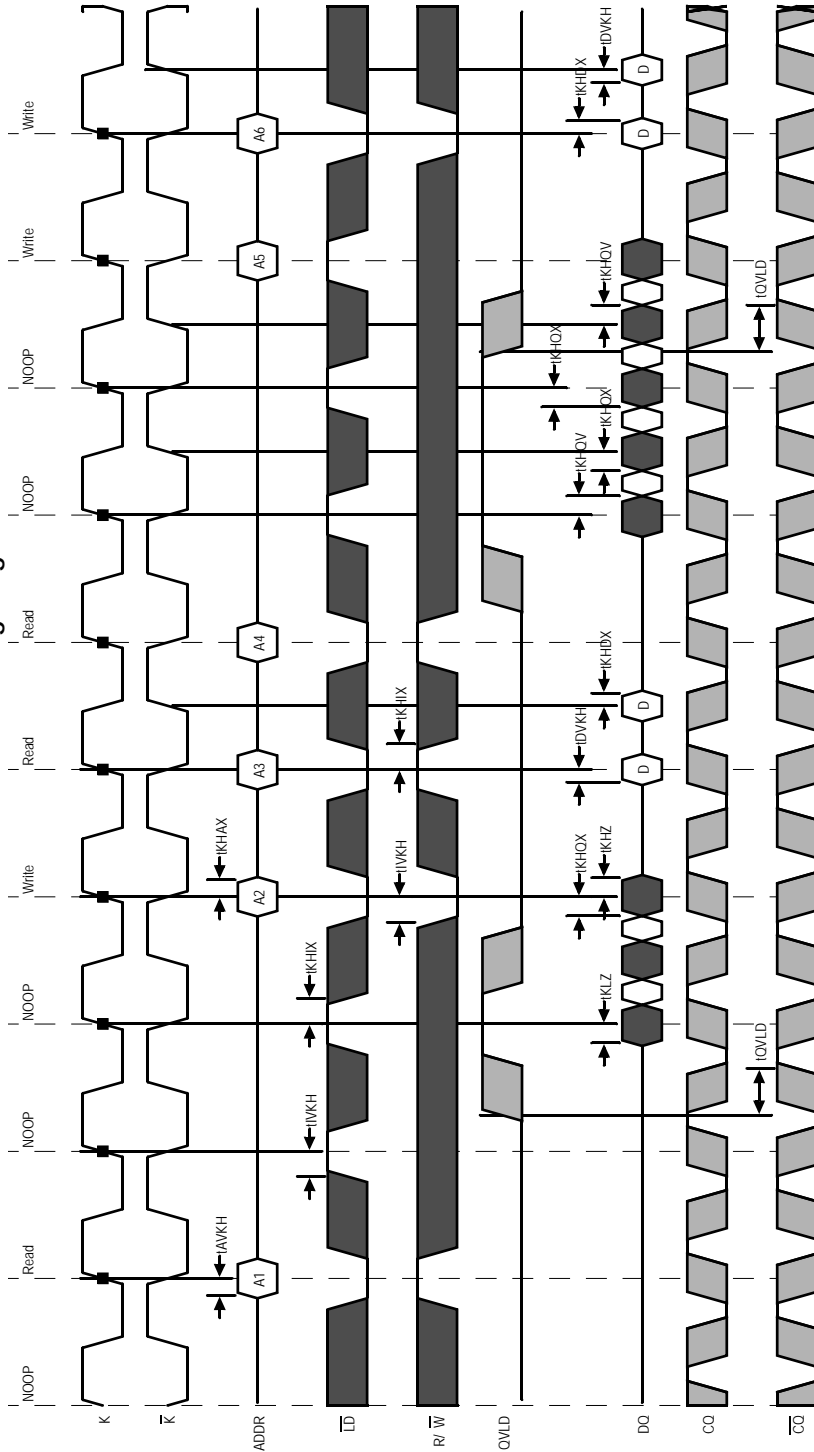 NOOP Read NOOP NOOP Write Read Read NOOP NOOP Write Write
K
K
tAVKH tKHAX
ADDR A1 A2 A3 A4 A5 A6
tIVKH tKHIX
LD
tIVKH tKHIX
R/ W
QVLD
tKHQX
tKHQX tDVKH tKHQV tKHDX
tKLZ tKHZ tKHDX tKHQX tKHQV tDVKH
DQ D D D D
CQ
tQVLD tQVLD
CQ